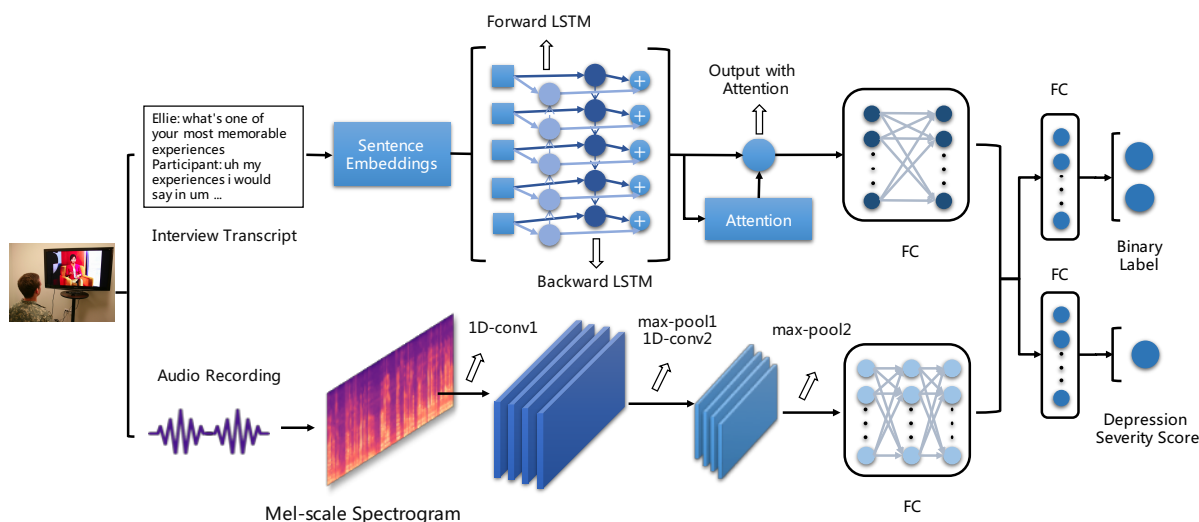 Forward LSTM
Output with
Attention
FC
FC
Ellie: what's one of
your most memorable
experiences
Participant: uh my
experiences i would
say in um ...
Sentence
Embeddings
Attention
Interview Transcript
Backward LSTM
FC
Binary
Label
1D-conv1
max-pool1
1D-conv2
max-pool2
Audio Recording
Depression
Severity Score
Mel-scale Spectrogram
FC